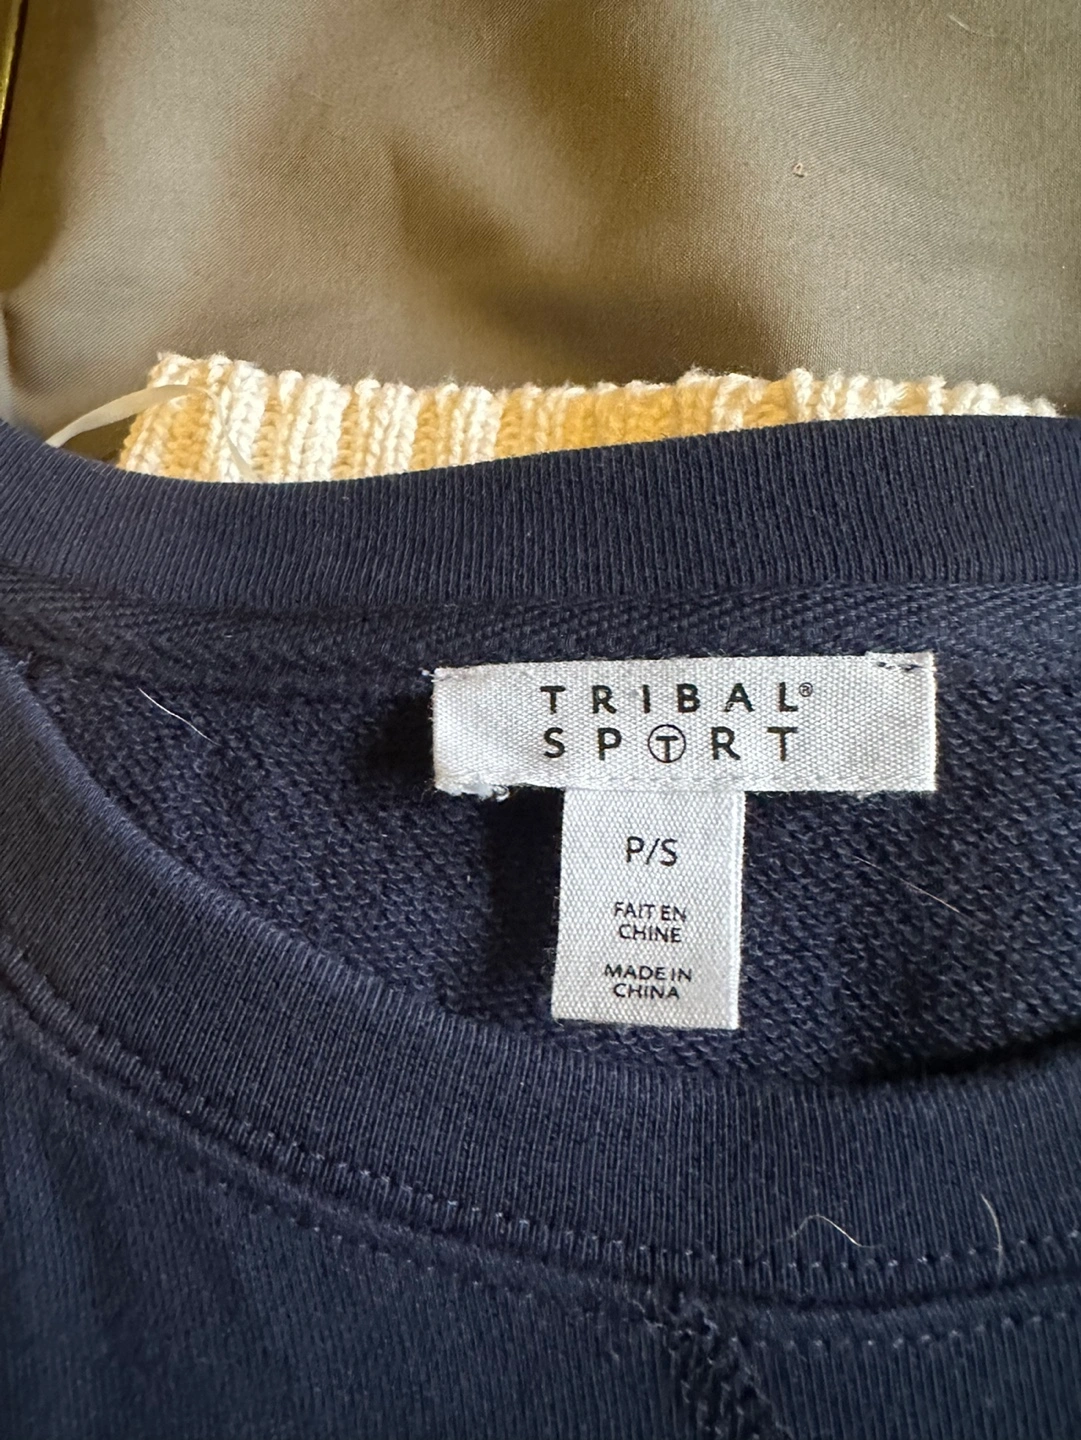 TRIBAL®
SPORT
P/S
FAIT EN
CHINE
MADE IN
CHINA